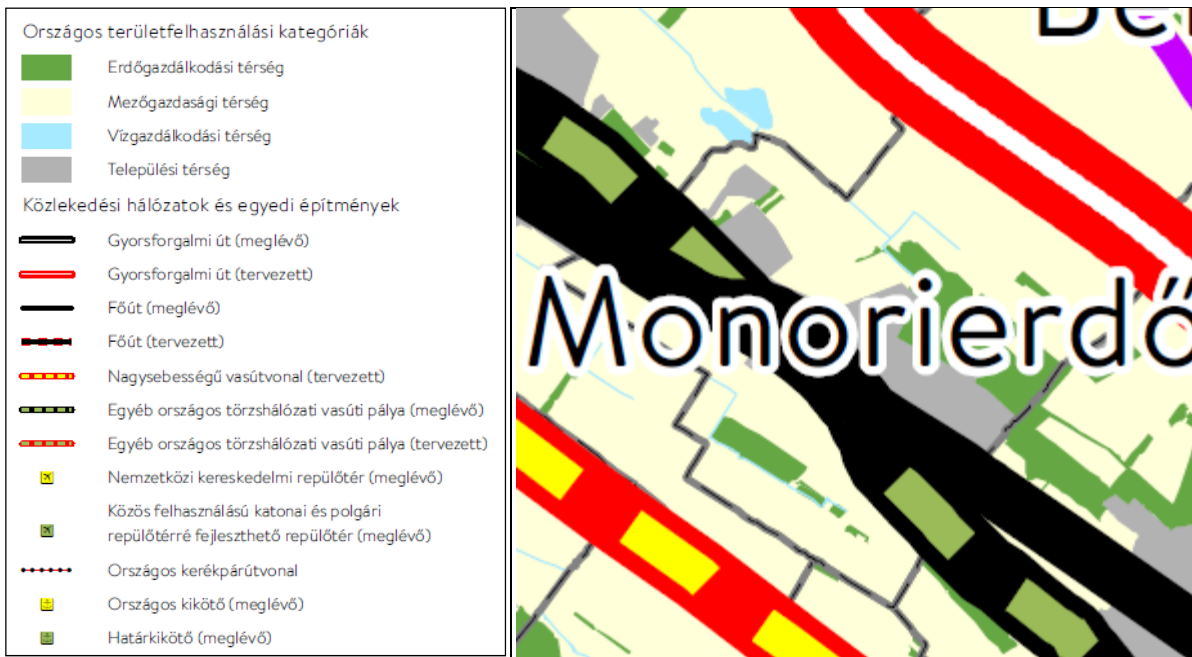 Országos területfelhasználási kategóriák
Erdőgazdálkodási térség
Mezőgazdasági térség
Vízgazdálkodási térség
Települési térség
Közlekedési hálózatok és egyedi építmények
Gyorsforgalmi út (meglévő)
Gyorsforgalmi út (tervezett)
Főút (meglévő)
Főút (tervezett)
Nagysebességű vasútvonal (tervezett)
Egyéb országos törzshálózati vasúti pálya (meglévő)
Egyéb országos törzshálózati vasúti pálya (tervezett)
Nemzetközi kereskedelmi repülőtér (meglévő)
Közös felhasználású katonai és polgári
repülőtérré fejleszthető repülőtér (meglévő)
Országos kerékpárútvonal
Országos kikötő (meglévő)
Határkikötő (meglévő)
Monorierdő